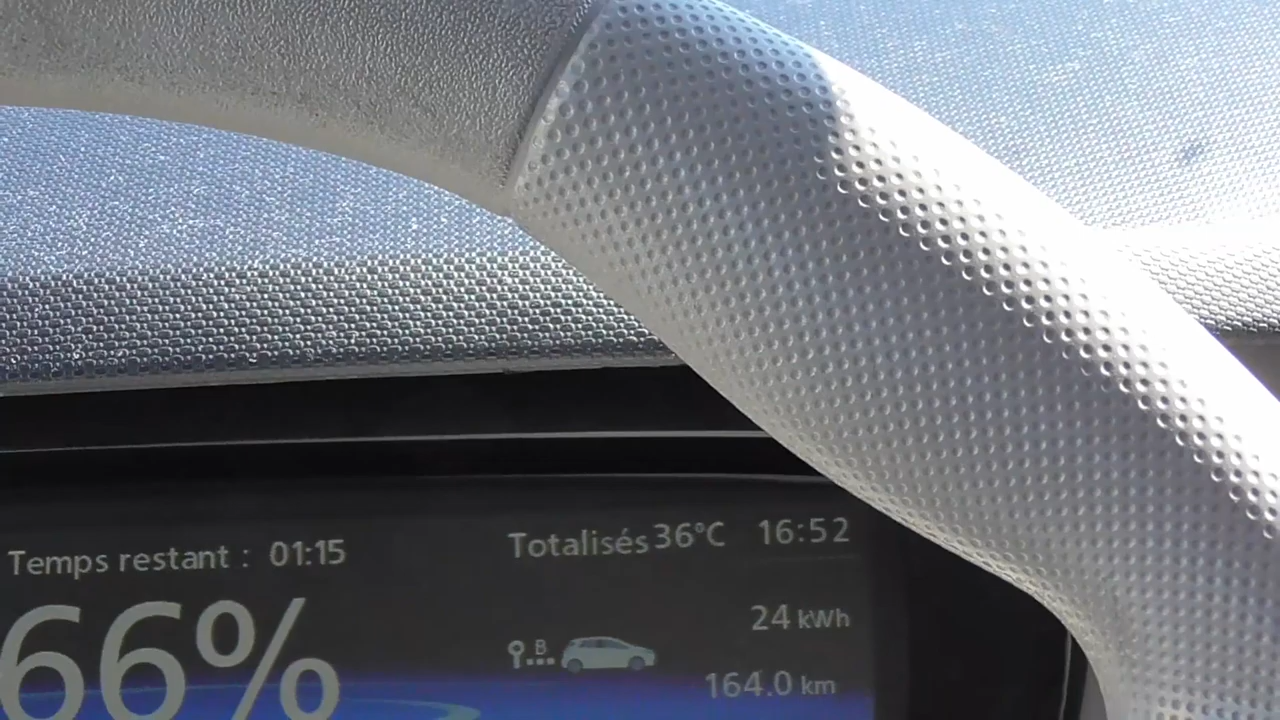 Temps restant : 01:15
66%
Totalisés 36°C 16:52
24 kWh
B
164.0 km